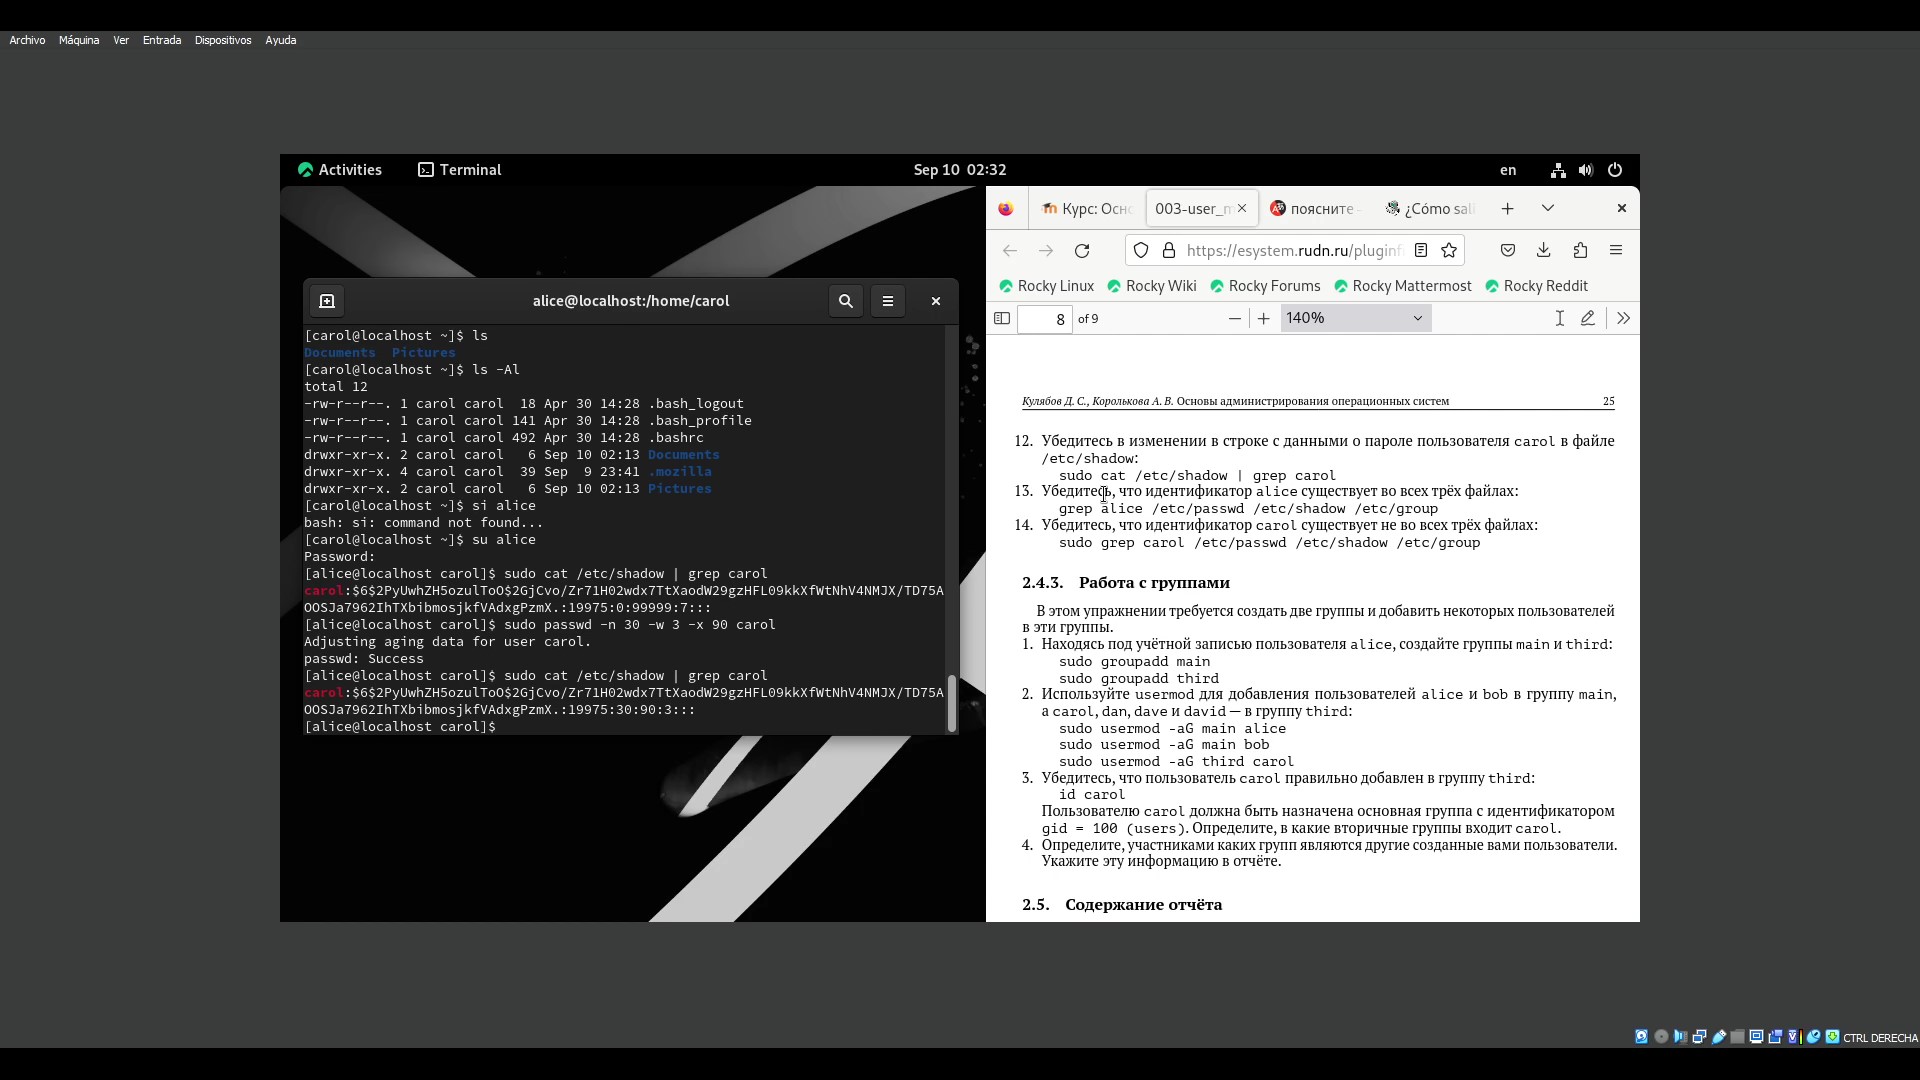 Archivo Máquina Ver Entrada Dispositivos Ayuda
Activities Terminal Sep 10 02:32 en
alice@localhost:/home/carol
[carol@localhost ~]$ ls
Documents Pictures
[carol@localhost ~]$ ls -Al
total 12
-rw-r--r--. 1 carol carol 18 Apr 30 14:28 .bash_logout
-rw-r--r--. 1 carol carol 141 Apr 30 14:28 .bash_profile
-rw-r--r--. 1 carol carol 492 Apr 30 14:28 .bashrc
drwxr-xr-x. 2 carol carol 6 Sep 10 02:13 Documents
drwxr-xr-x. 4 carol carol 39 Sep 9 23:41 .mozilla
drwxr-xr-x. 2 carol carol 6 Sep 10 02:13 Pictures
[carol@localhost ~]$ si alice
bash: si: command not found...
[carol@localhost ~]$ su alice
Password:
[alice@localhost carol]$ sudo cat /etc/shadow | grep carol
carol:$6$2PyUwhZH5ozulToO$2GjCvo/Zr71H02wdx7TtXaodW29gzHFL09kkXfWtNhV4NMJX/TD75A
OOSJa7962IhTXbibmosjkfVAdxgPzmX.:19975:0:99999:7:::
[alice@localhost carol]$ sudo passwd -n 30 -w 3 -x 90 carol
Adjusting aging data for user carol.
passwd: Success
[alice@localhost carol]$ sudo cat /etc/shadow | grep carol
carol:$6$2PyUwhZH5ozulToO$2GjCvo/Zr71H02wdx7TtXaodW29gzHFL09kkXfWtNhV4NMJX/TD75A
OOSJa7962IhTXbibmosjkfVAdxgPzmX.:19975:30:90:3:::
[alice@localhost carol]$
Курс: Осно 003-user_m поясните - ¿Cómo sali
https://esystem.rudn.ru/pluginf
Rocky Linux Rocky Wiki Rocky Forums Rocky Mattermost Rocky Reddit
8 of 9 140%
Кулябов Д. С., Королькова А. В. Основы администрирования операционных систем 25
12. Убедитесь в изменении в строке с данными о пароле пользователя carol в файле
/etc/shadow:
sudo cat /etc/shadow | grep carol
13. Убедитесь, что идентификатор alice существует во всех трёх файлах:
grep alice /etc/passwd /etc/shadow /etc/group
14. Убедитесь, что идентификатор carol существует не во всех трёх файлах:
sudo grep carol /etc/passwd /etc/shadow /etc/group
2.4.3. Работа с группами
В этом упражнении требуется создать две группы и добавить некоторых пользователей
в эти группы.
1. Находясь под учётной записью пользователя alice, создайте группы main и third:
sudo groupadd main
sudo groupadd third
2. Используйте usermod для добавления пользователей alice и bob в группу main,
а carol, dan, dave и david — в группу third:
sudo usermod -aG main alice
sudo usermod -aG main bob
sudo usermod -aG third carol
3. Убедитесь, что пользователь carol правильно добавлен в группу third:
id carol
Пользователю carol должна быть назначена основная группа с идентификатором
gid = 100 (users). Определите, в какие вторичные группы входит carol.
4. Определите, участниками каких групп являются другие созданные вами пользователи.
Укажите эту информацию в отчёте.
2.5. Содержание отчёта
CTRL DERECHA